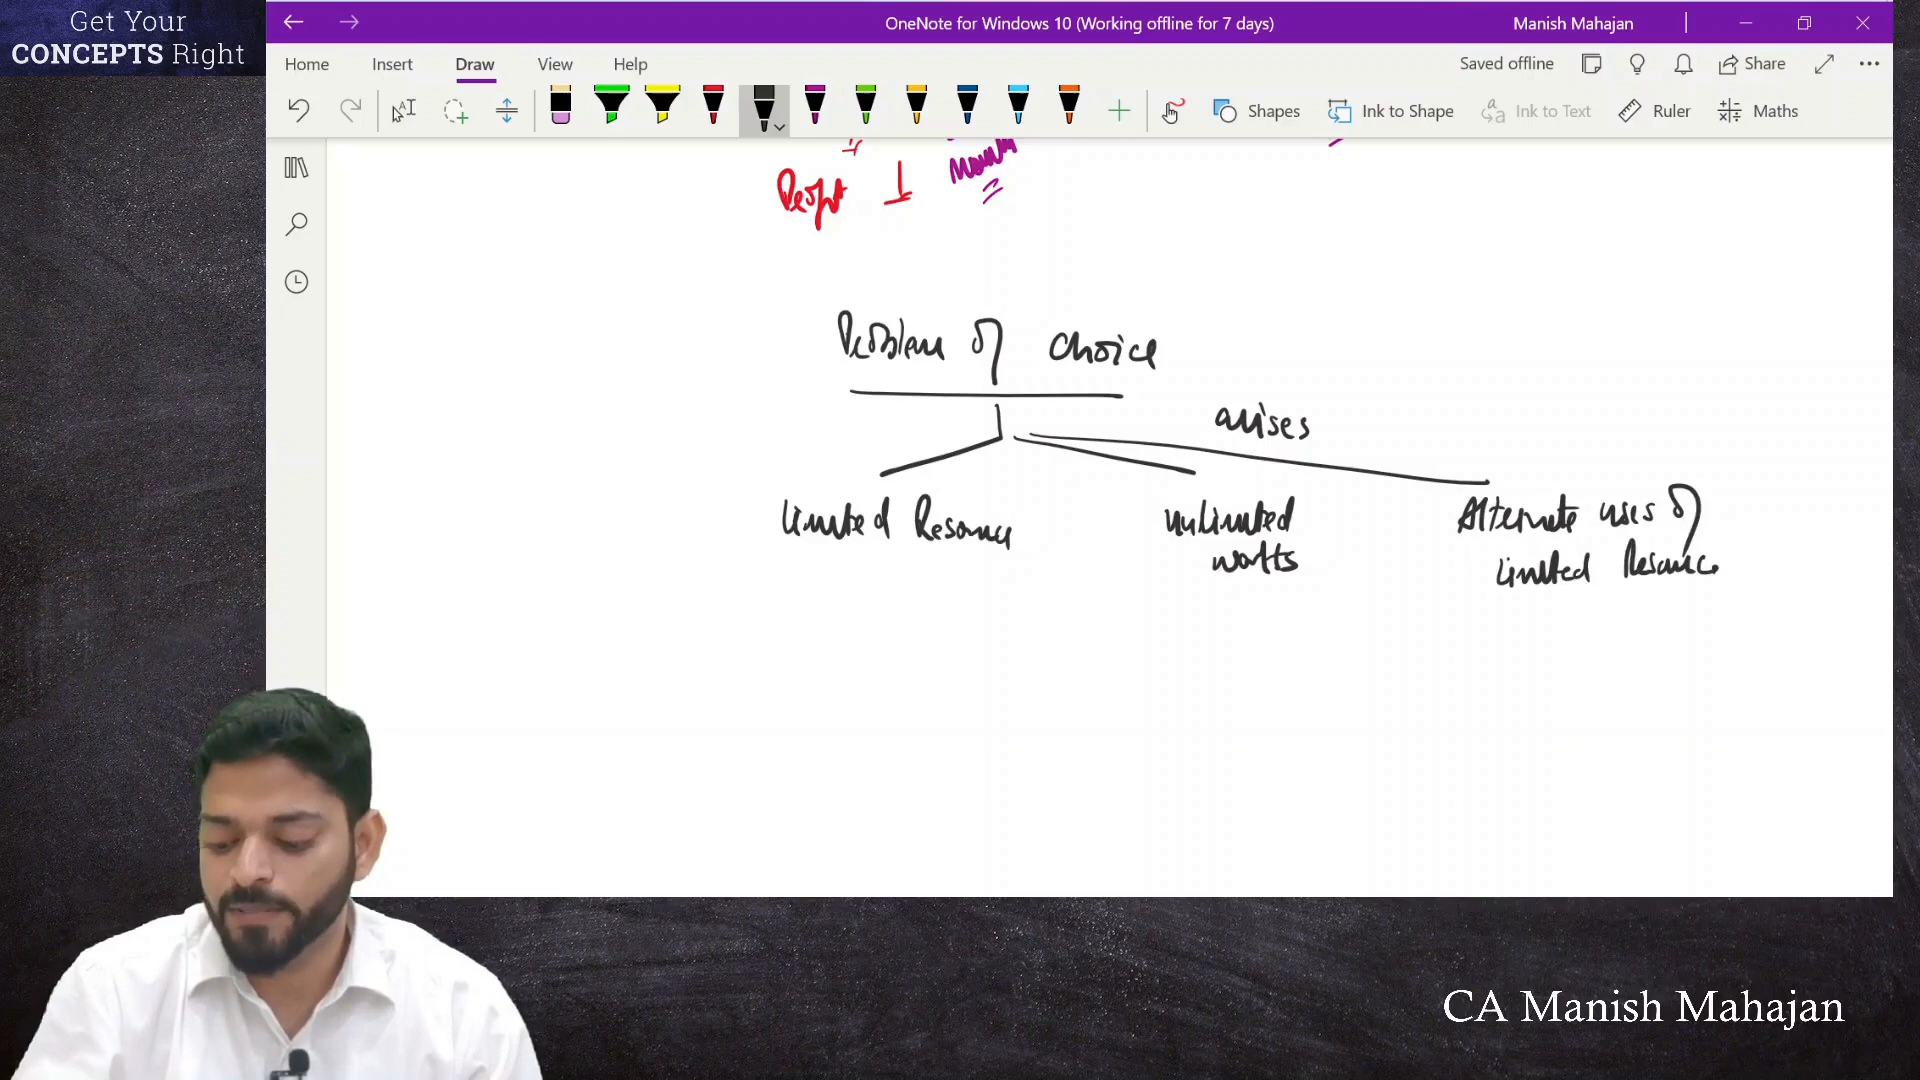 Get Your
CONCEPTS Right
OneNote for Windows 10 (Working offline for 7 days)
Manish Mahajan
Home
Insert
Draw
View
Help
Saved offline
Share
Shapes
Ink to Shape
Ink to Text
Ruler
Maths
Problem of choice
arises
Limited Resource
unlimited
wants
Alternate uses of
Limited Resource
CA Manish Mahajan